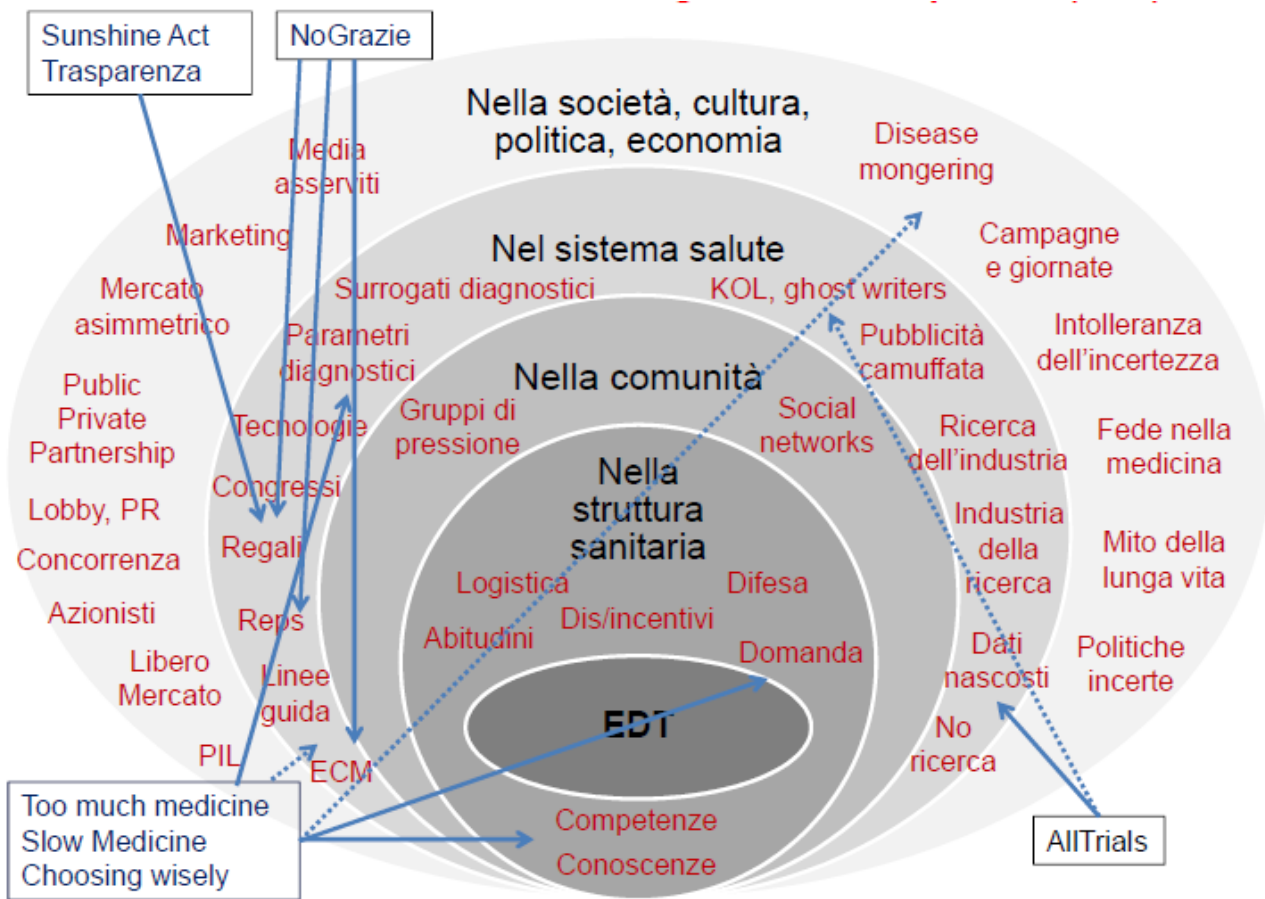 Sunshine Act
Trasparenza
NoGrazie
Nella società, cultura,
politica, economia
Media
asserviti
Marketing
Mercato
asimmetrico
Public
Private
Partnership
Lobby, PR
Concorrenza
Azionisti
Libero
Mercato
PIL
Disease
mongering
Campagne
e giornate
Intolleranza
dell'incertezza
Fede nella
medicina
Mito della
lunga vita
Politiche
incerte
Nel sistema salute
Surrogati diagnostici
KOL, ghost writers
Parametri
diagnostici
Pubblicità
camuffata
Tecnologie
Congressi
Regali
Reps
Linee
guida
ECM
Ricerca
dell'industria
Industria
della
ricerca
Dati
nascosti
No
ricerca
Nella comunità
Gruppi di
pressione
Social
networks
Nella
struttura
sanitaria
Logistica
Difesa
Dis/incentivi
Abitudini
Domanda
EDT
Competenze
Conoscenze
Too much medicine
Slow Medicine
Choosing wisely
AllTrials